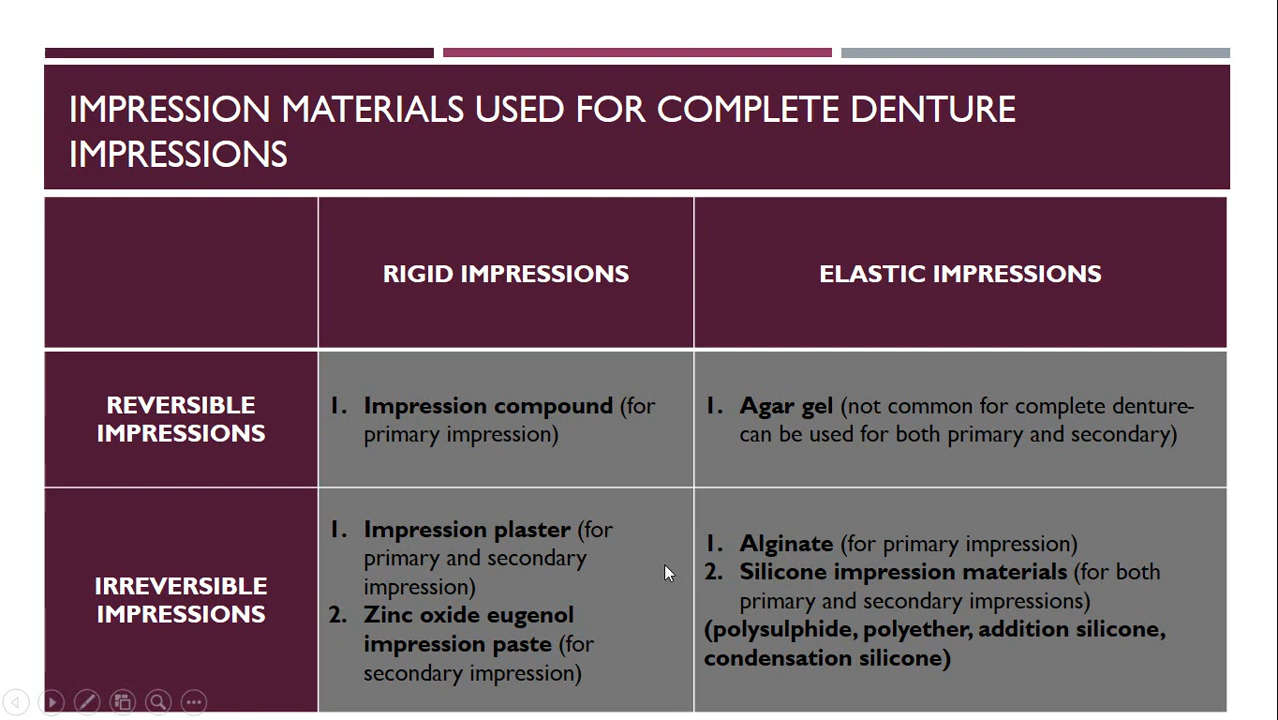 IMPRESSION MATERIALS USED FOR COMPLETE DENTURE
IMPRESSIONS
RIGID IMPRESSIONS
ELASTIC IMPRESSIONS
REVERSIBLE
IMPRESSIONS
1. Impression compound (for
primary impression)
1. Agar gel (not common for complete denture-
can be used for both primary and secondary)
IRREVERSIBLE
IMPRESSIONS
1. Impression plaster (for
primary and secondary
impression)
2. Zinc oxide eugenol
impression paste (for
secondary impression)
1. Alginate (for primary impression)
2. Silicone impression materials (for both
primary and secondary impressions)
(polysulphide, polyether, addition silicone,
condensation silicone)